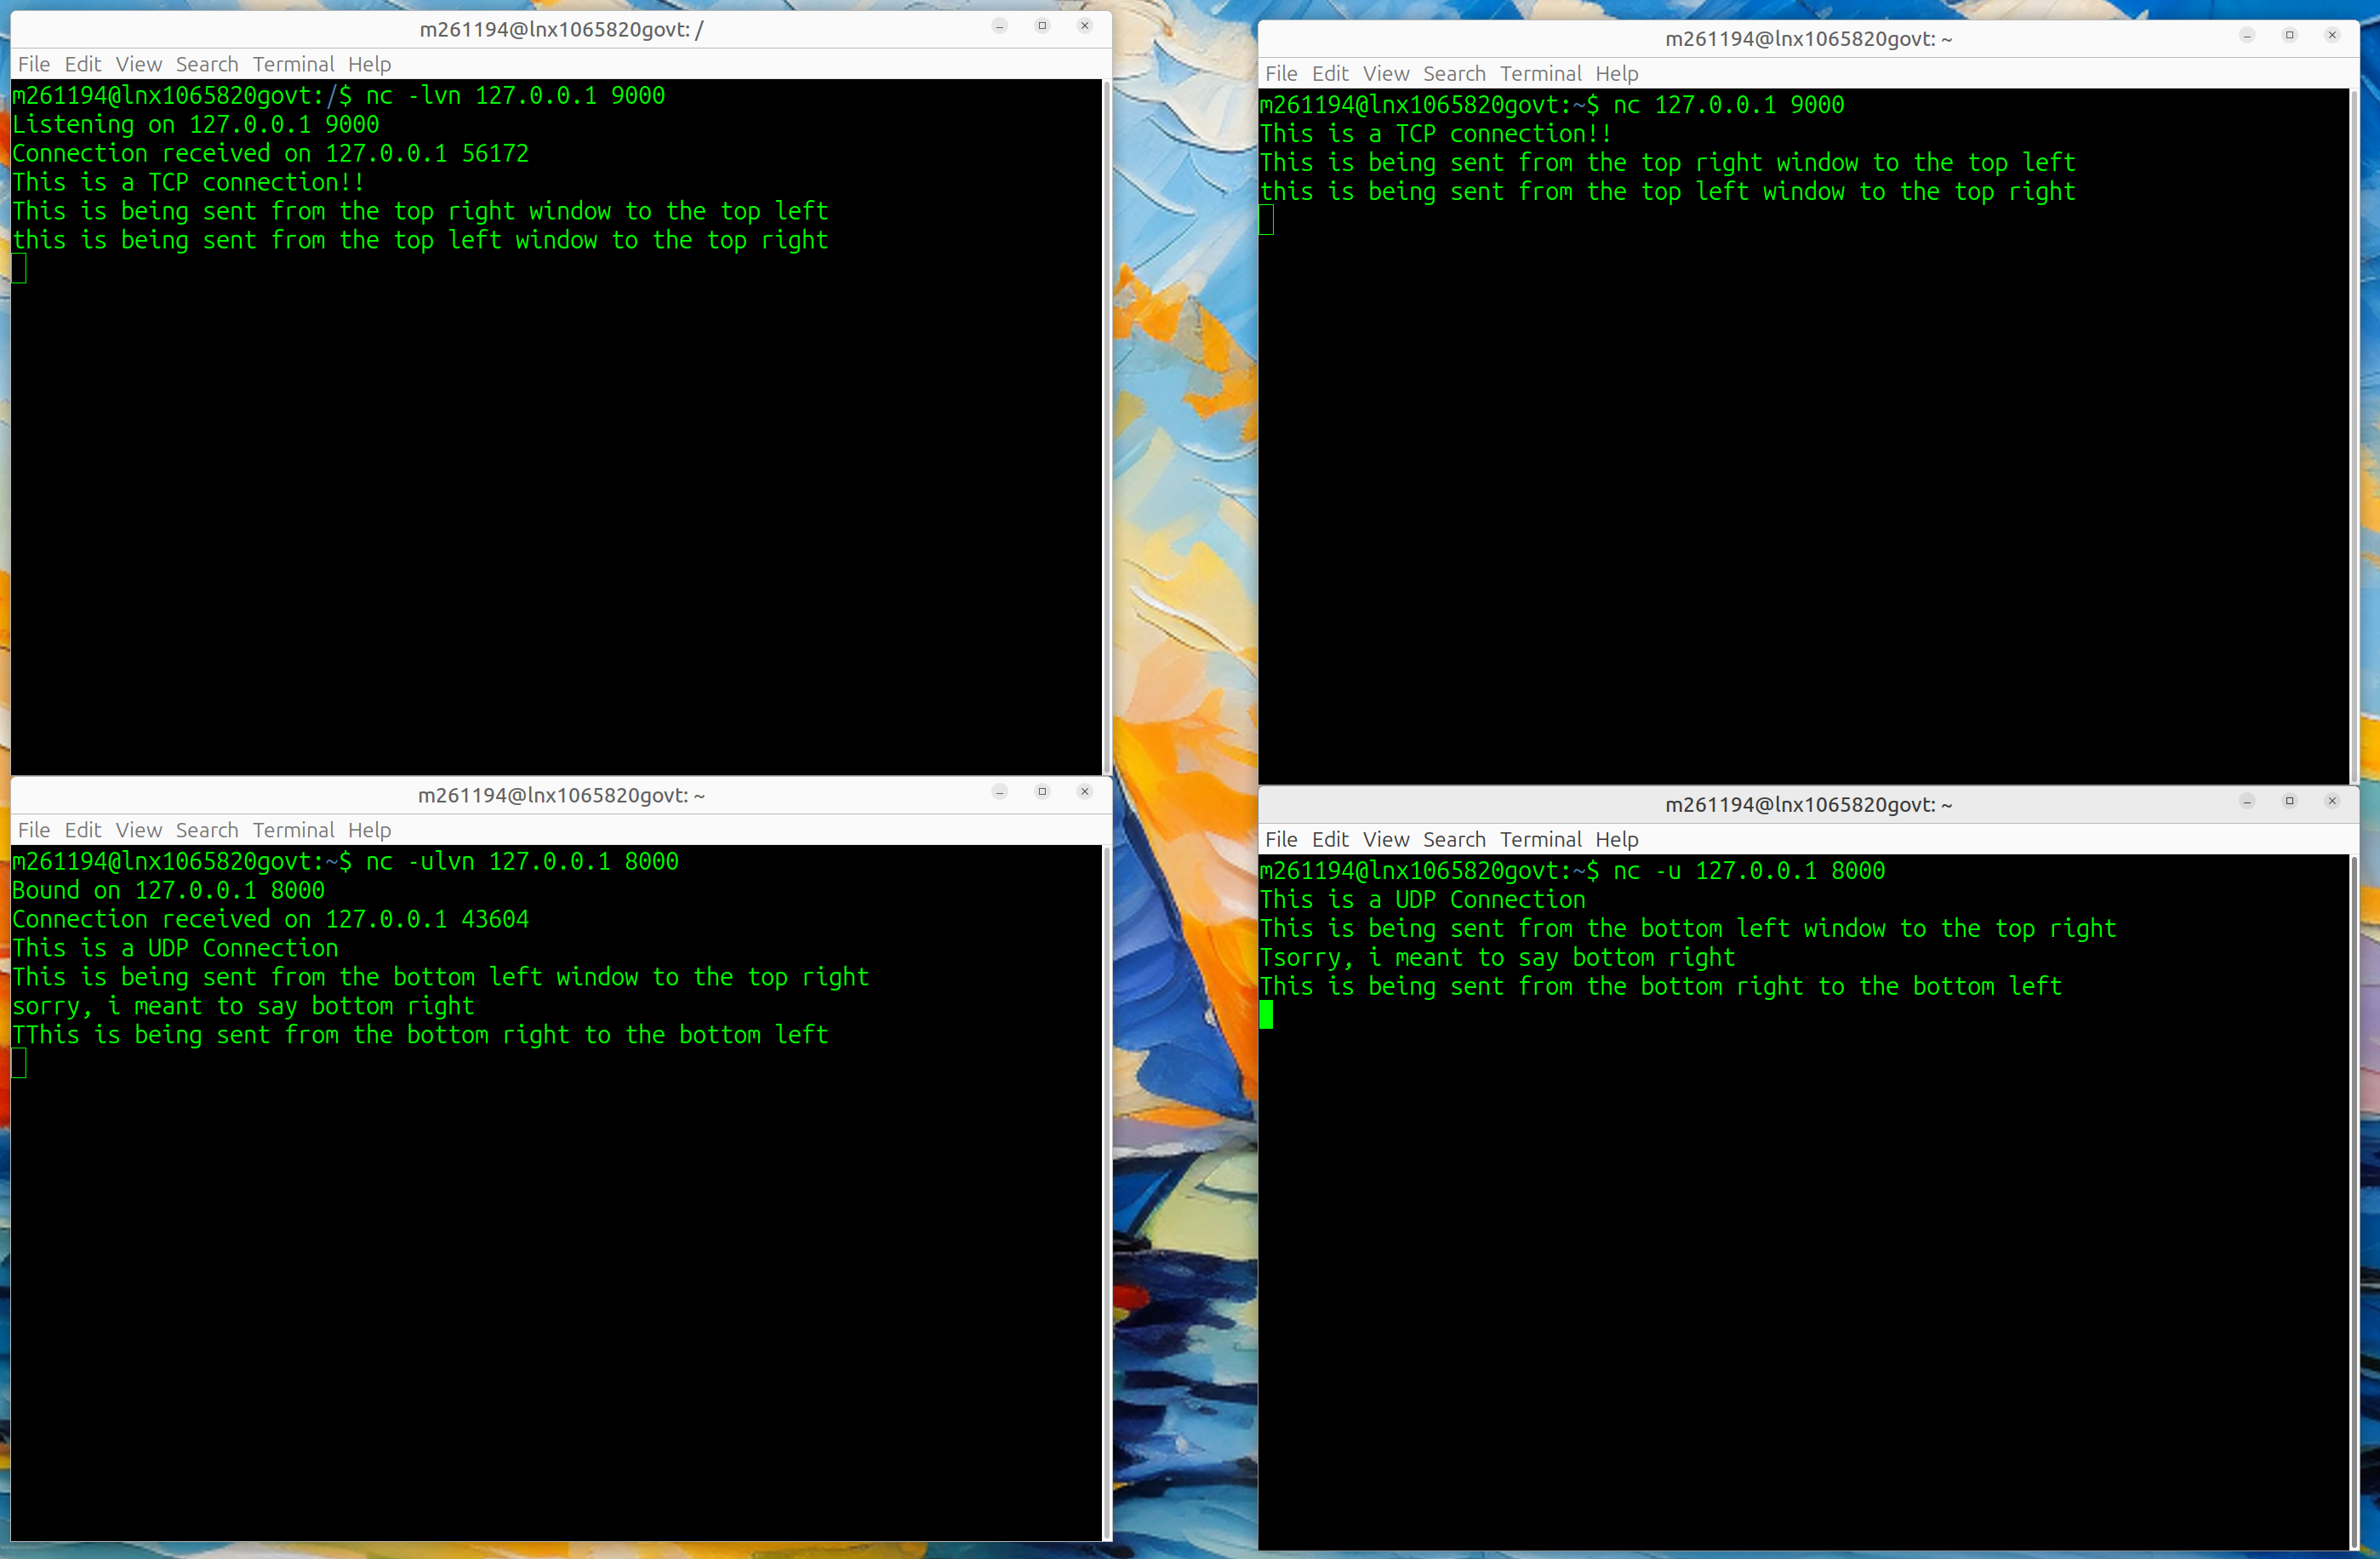 m261194@lnx1065820govt: /
File Edit View Search Terminal Help
m261194@lnx1065820govt:/$ nc -lvn 127.0.0.1 9000
Listening on 127.0.0.1 9000
Connection received on 127.0.0.1 56172
This is a TCP connection!!
This is being sent from the top right window to the top left
this is being sent from the top left window to the top right
m261194@lnx1065820govt: ~
File Edit View Search Terminal Help
m261194@lnx1065820govt:~$ nc 127.0.0.1 9000
This is a TCP connection!!
This is being sent from the top right window to the top left
this is being sent from the top left window to the top right
m261194@lnx1065820govt: ~
File Edit View Search Terminal Help
m261194@lnx1065820govt:~$ nc -ulvn 127.0.0.1 8000
Bound on 127.0.0.1 8000
Connection received on 127.0.0.1 43604
This is a UDP Connection
This is being sent from the bottom left window to the top right
sorry, i meant to say bottom right
TThis is being sent from the bottom right to the bottom left
m261194@lnx1065820govt: ~
File Edit View Search Terminal Help
m261194@lnx1065820govt:~$ nc -u 127.0.0.1 8000
This is a UDP Connection
This is being sent from the bottom left window to the top right
Tsorry, i meant to say bottom right
This is being sent from the bottom right to the bottom left